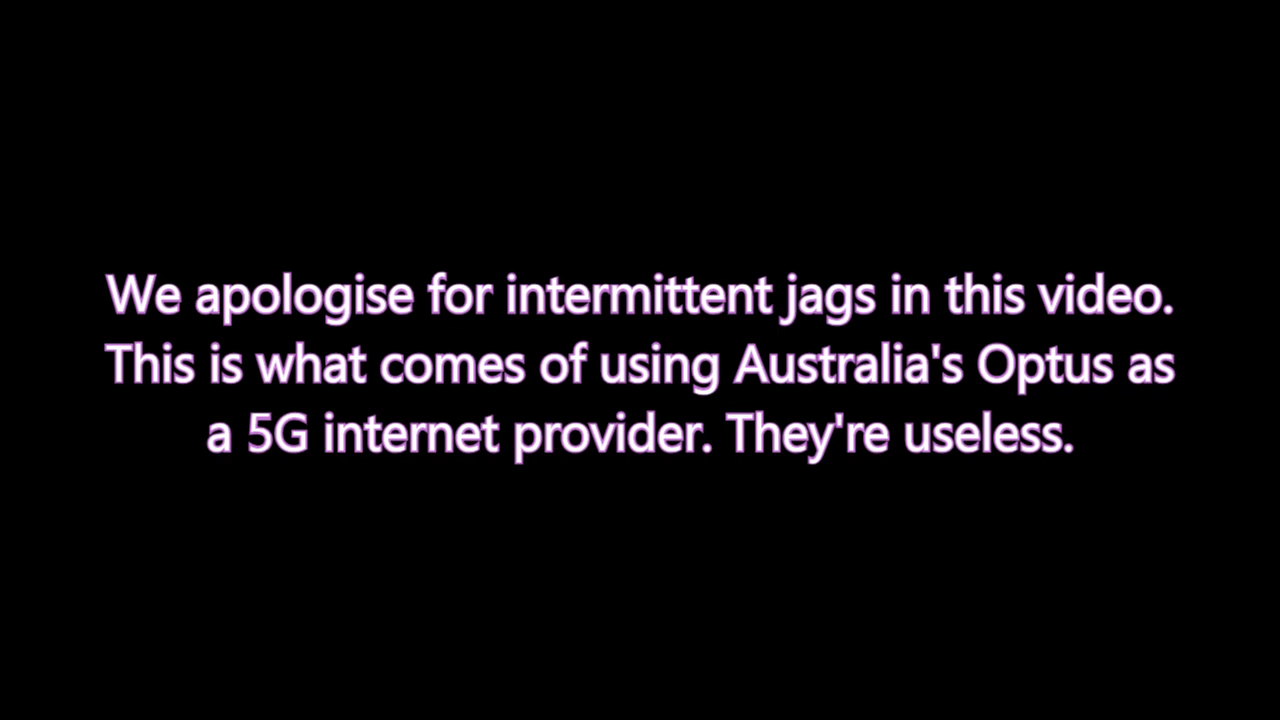 We apologise for intermittent jags in this video.
This is what comes of using Australia's Optus as
a 5G internet provider. They're useless.